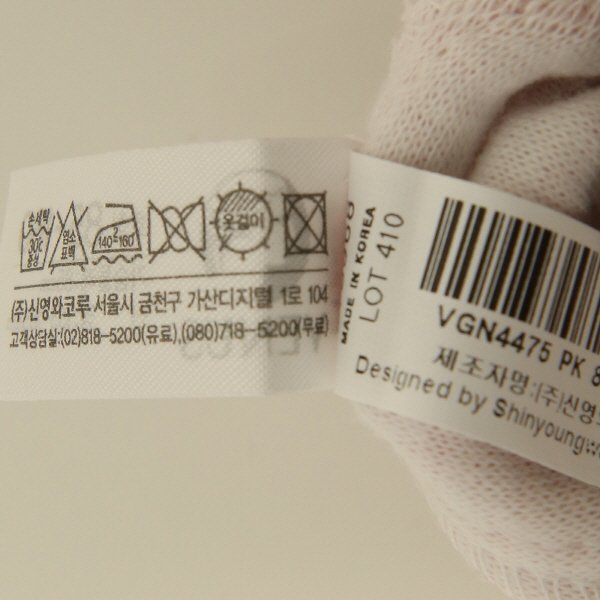 손세탁
30℃
중성
염소
표백
2
140~160℃
옷걸이
(주)신영와코루 서울시 금천구 가산디지털 1로 104
고객상담실:(02)818-5200(유료),(080)718-5200(무료)
MADE IN KOREA
LOT 410
VGN4475 PK 8
제조자명:(주)신영
Designed by Shinyoungw